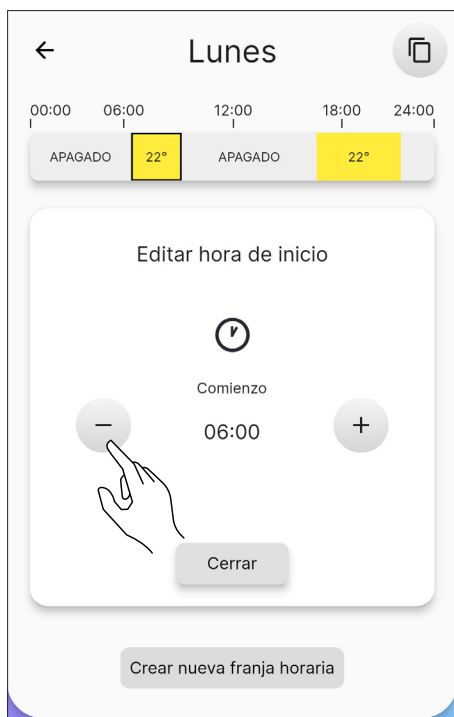 Lunes
00:00 06:00 12:00 18:00 24:00
APAGADO 22° APAGADO 22°
Editar hora de inicio
Comienzo
− 06:00 +
Cerrar
Crear nueva franja horaria